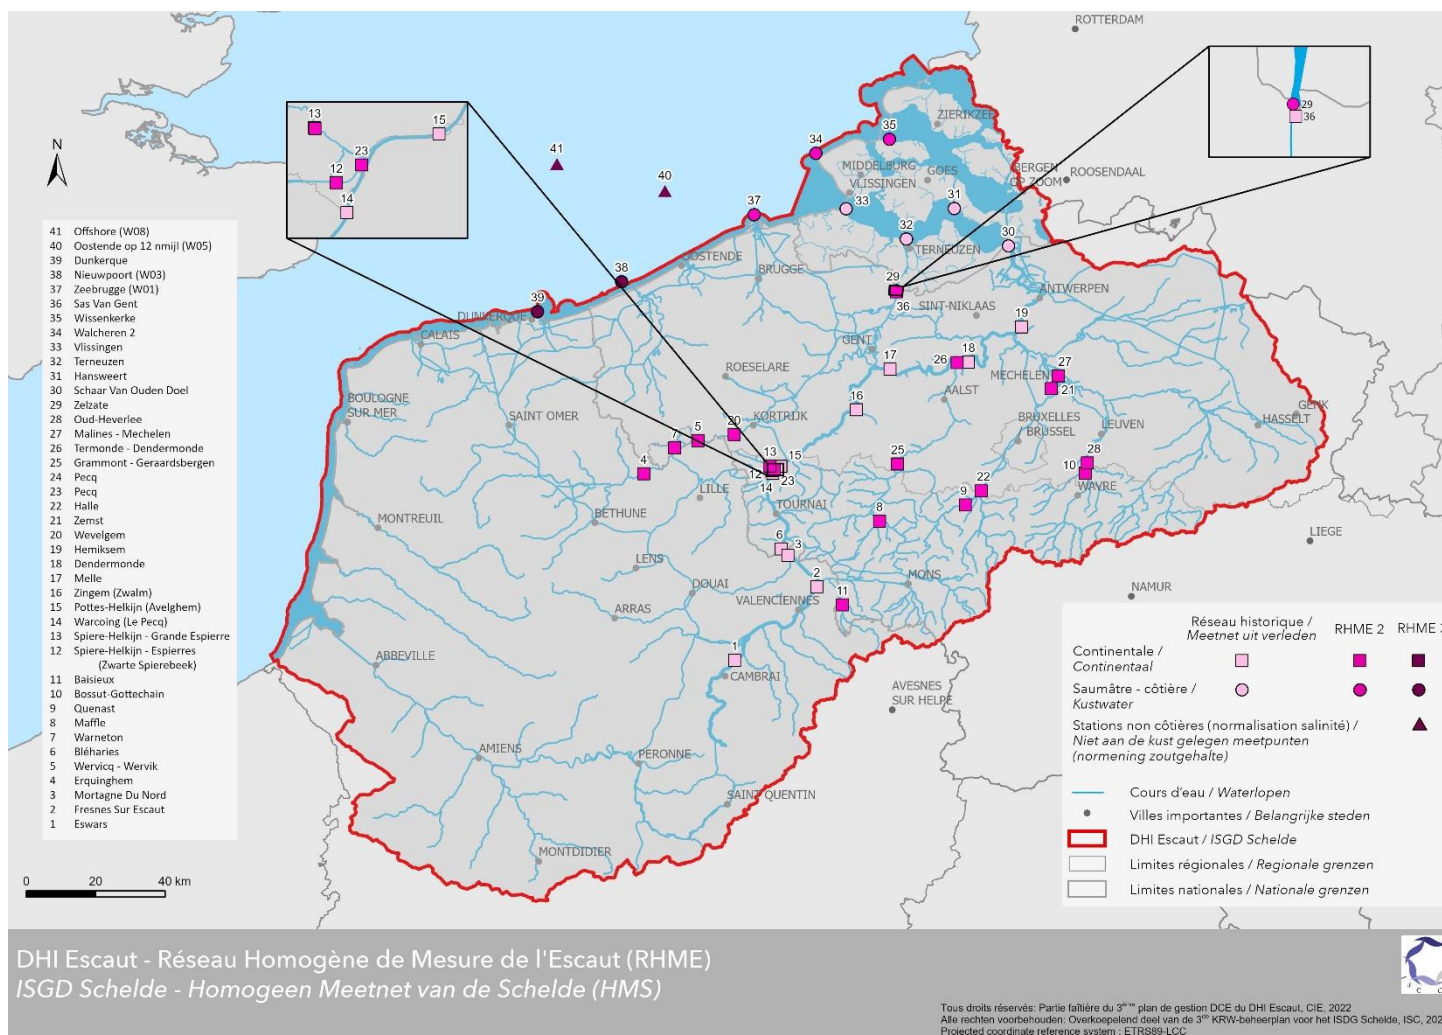 ROTTERDAM
ZIERIKZEE
MIDDELBURG
GOES
BERGEN
OP ZOOM
ROOSENDAAL
VLISSINGEN
TERNEUZEN
OOSTENDE
BRUGGE
ANTWERPEN
SINT-NIKLAAS
GENT
DUNKERQUE
CALAIS
ROESELARE
MECHELEN
AALST
GENK
HASSELT
BOULOGNE
SUR MER
SAINT OMER
KORTRIJK
BRUXELLES
BRUSSEL
LEUVEN
LILLE
WAVRE
TOURNAI
BETHUNE
MONTREUIL
LIEGE
LENS
DOUAI
MONS
NAMUR
ARRAS
VALENCIENNES
ABBEVILLE
CAMBRAI
AVESNES
SUR HELPE
AMIENS
PERONNE
SAINT QUENTIN
MONTDIDIER
N
13
15
23
12
14
29
36
41
40
34
35
37
33
31
32
30
38
39
29
36
19
17
26
18
27
21
16
20
5
7
4
13
15
12
14
23
25
28
10
22
9
8
6
3
2
11
1
41 Offshore (W08)
40 Oostende op 12 nmijl (W05)
39 Dunkerque
38 Nieuwpoort (W03)
37 Zeebrugge (W01)
36 Sas Van Gent
35 Wissenkerke
34 Walcheren 2
33 Vlissingen
32 Terneuzen
31 Hansweert
30 Schaar Van Ouden Doel
29 Zelzate
28 Oud-Heverlee
27 Malines - Mechelen
26 Termonde - Dendermonde
25 Grammont - Geraardsbergen
24 Pecq
23 Pecq
22 Halle
21 Zemst
20 Wevelgem
19 Hemiksem
18 Dendermonde
17 Melle
16 Zingem (Zwalm)
15 Pottes-Helkijn (Avelghem)
14 Warcoing (Le Pecq)
13 Spiere-Helkijn - Grande Espierre
12 Spiere-Helkijn - Espierres
(Zwarte Spierebeek)
11 Baisieux
10 Bossut-Gottechain
9 Quenast
8 Maffle
7 Warneton
6 Bléharies
5 Wervicq - Wervik
4 Erquinghem
3 Mortagne Du Nord
2 Fresnes Sur Escaut
1 Eswars
0 20 40 km
Réseau historique /
Meetnet uit verleden
RHME 2
RHME 3
Continentale /
Continentaal
Saumâtre - côtière /
Kustwater
Stations non côtières (normalisation salinité) /
Niet aan de kust gelegen meetpunten
(normening zoutgehalte)
Cours d'eau / Waterlopen
Villes importantes / Belangrijke steden
DHI Escaut / ISGD Schelde
Limites régionales / Regionale grenzen
Limites nationales / Nationale grenzen
DHI Escaut - Réseau Homogène de Mesure de l'Escaut (RHME)
ISGD Schelde - Homogeen Meetnet van de Schelde (HMS)
Tous droits réservés: Partie faîtière du 3ème plan de gestion DCE du DHI Escaut, CIE, 2022
Alle rechten voorbehouden: Overkoepelend deel van de 3de KRW-beheerplan voor het ISDG Schelde, ISC, 202
Projected coordinate reference system : ETRS89-LCC